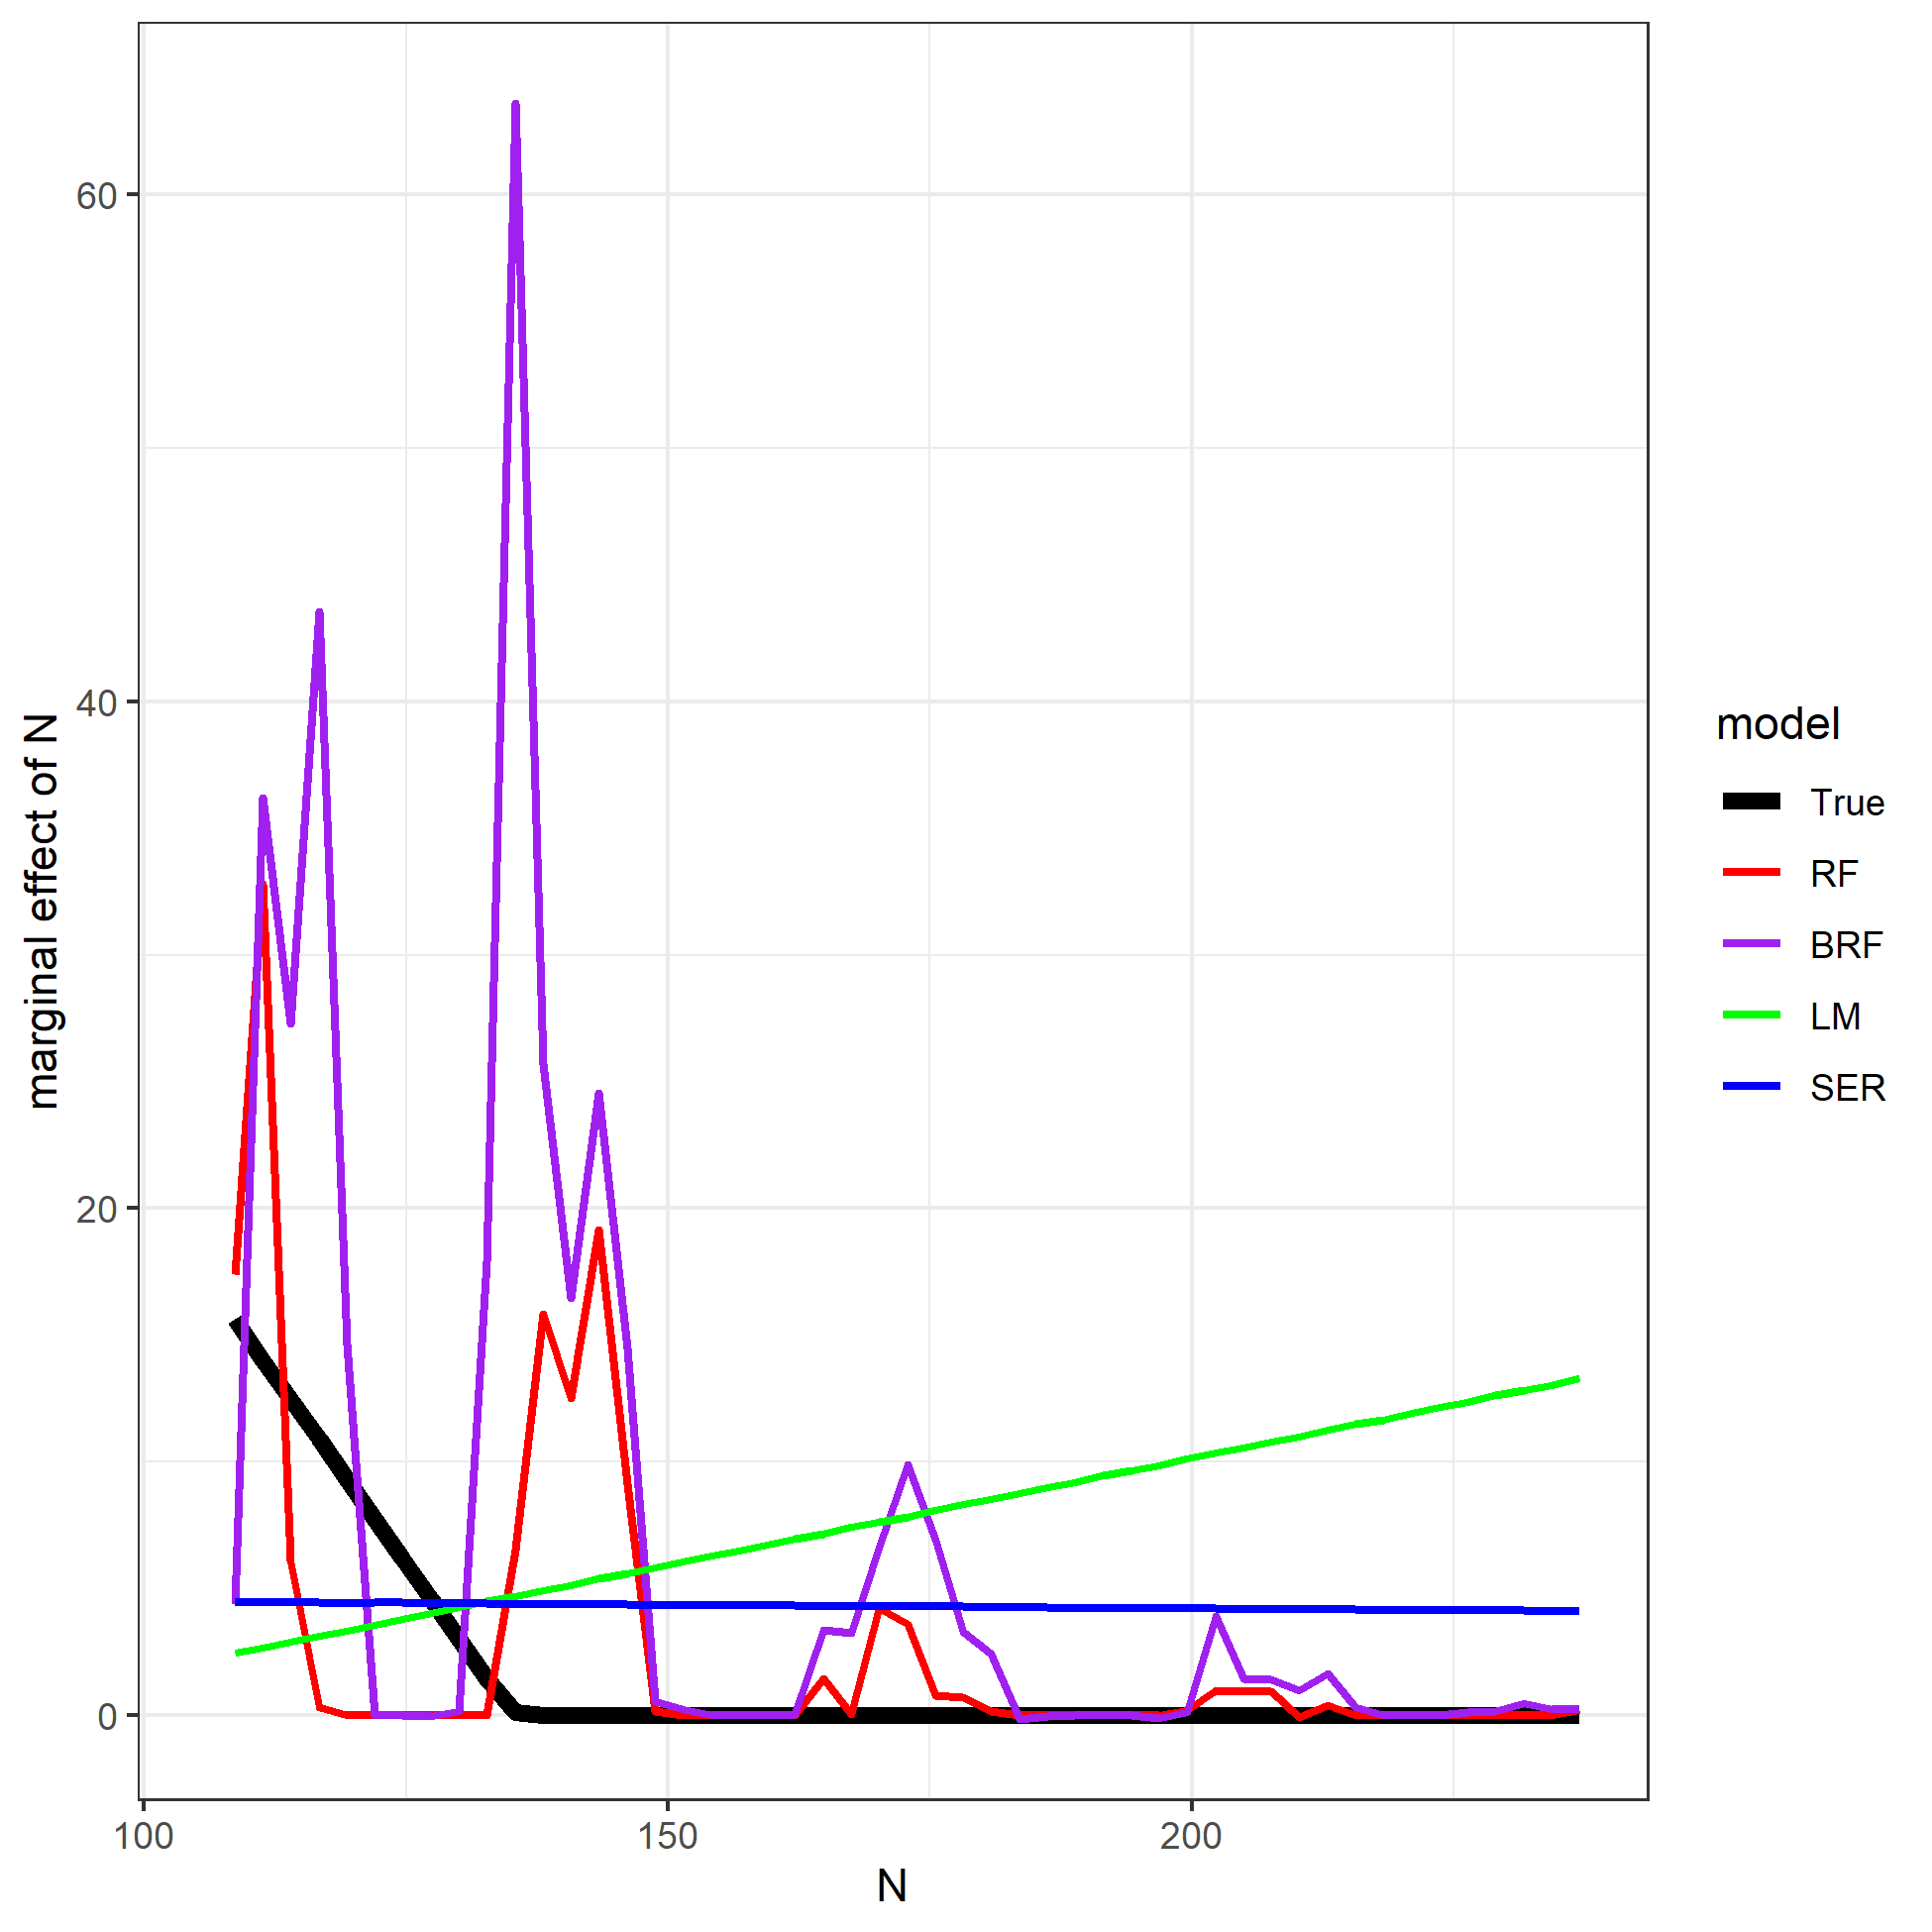 marginal effect of N
60
40
20
0
100
150
200
N
model
True
RF
BRF
LM
SER